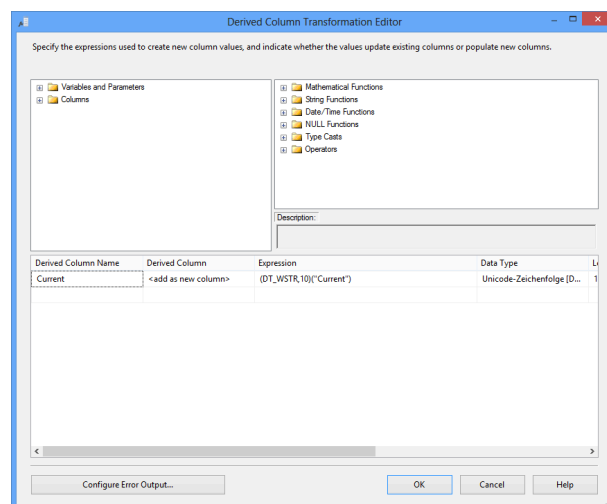 Derived Column Transformation Editor
Specify the expressions used to create new column values, and indicate whether the values update existing columns or populate new columns.
Variables and Parameters
Columns
Mathematical Functions
String Functions
Date/Time Functions
NULL Functions
Type Casts
Operators
Description:
Derived Column Name Derived Column Expression Data Type
Current <add as new column> (DT_WSTR,10)("Current") Unicode-Zeichenfolge [D... 1
Configure Error Output... OK Cancel Help